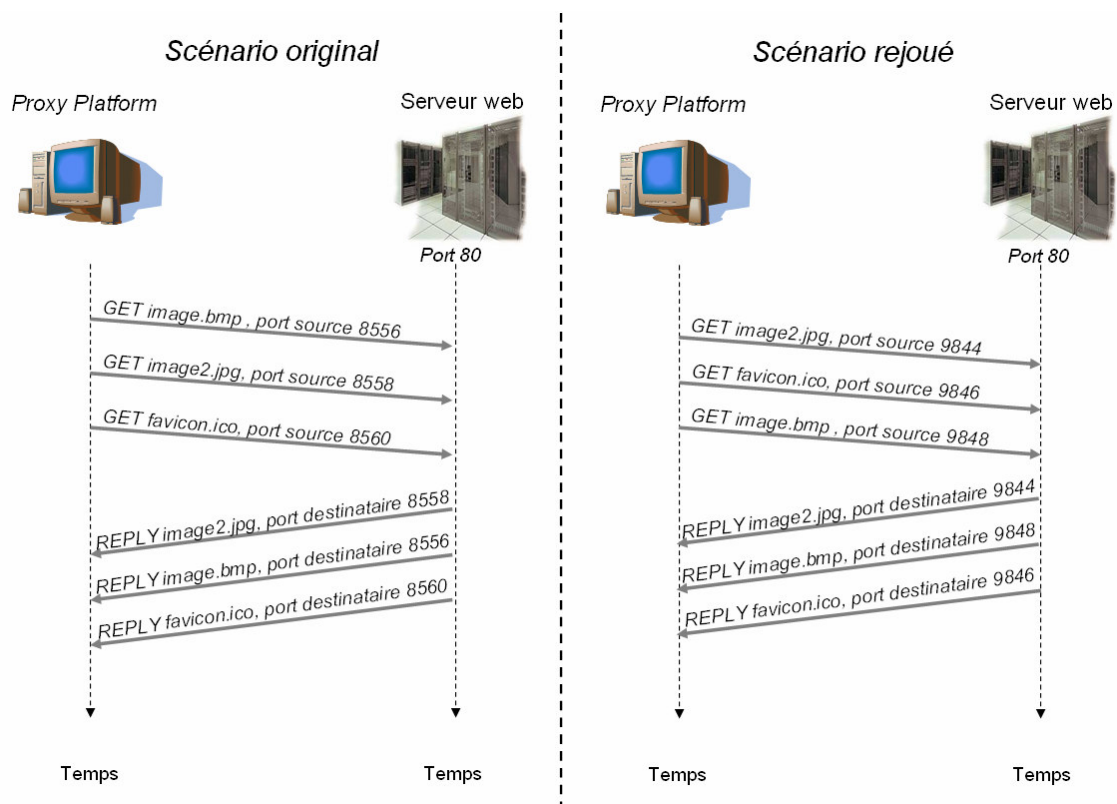 Scénario original
Proxy Platform
Serveur web
Port 80
GET image.bmp , port source 8556
GET image2.jpg, port source 8558
GET favicon.ico, port source 8560
REPLY image2.jpg, port destinataire 8558
REPLY image.bmp, port destinataire 8556
REPLY favicon.ico, port destinataire 8560
Temps
Temps
Scénario rejoué
Proxy Platform
Serveur web
Port 80
GET image2.jpg, port source 9844
GET favicon.ico, port source 9846
GET image.bmp , port source 9848
REPLY image2.jpg, port destinataire 9844
REPLY image.bmp, port destinataire 9848
REPLY favicon.ico, port destinataire 9846
Temps
Temps